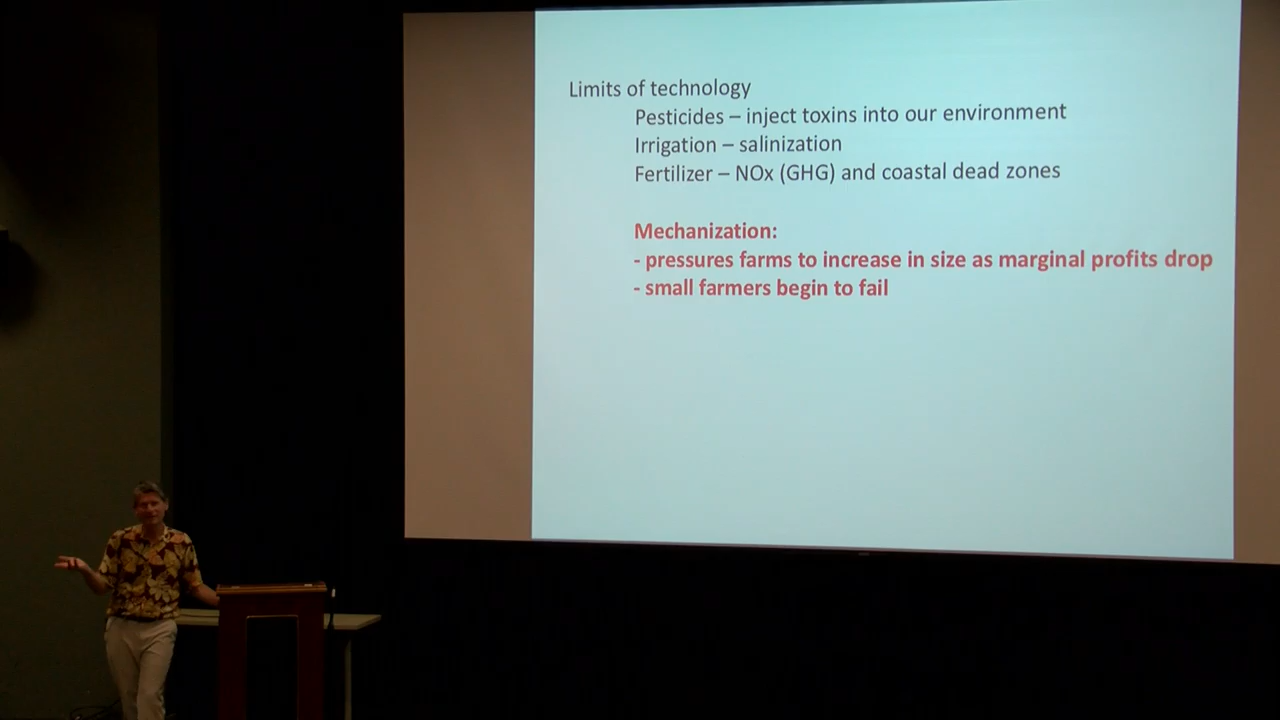 Limits of technology
Pesticides – inject toxins into our environment
Irrigation – salinization
Fertilizer – NOx (GHG) and coastal dead zones
Mechanization:
- pressures farms to increase in size as marginal profits drop
- small farmers begin to fail